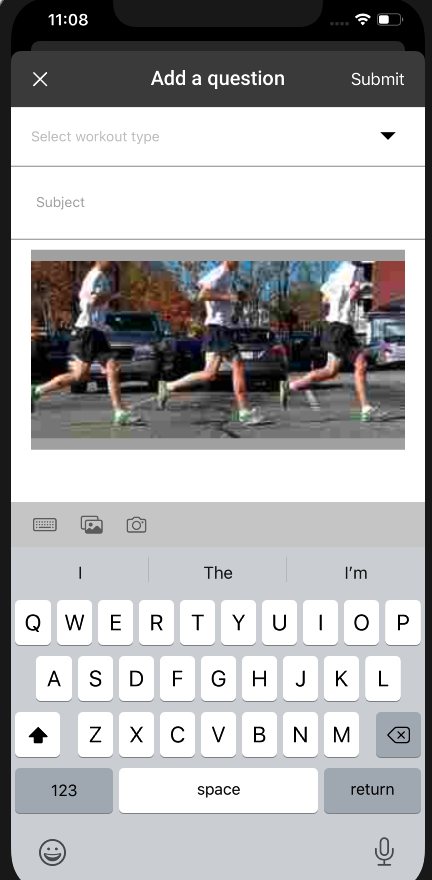 11:08
Add a question Submit
Select workout type
Subject
I The I'm
Q W E R T Y U I O P
A S D F G H J K L
Z X C V B N M
123 space return